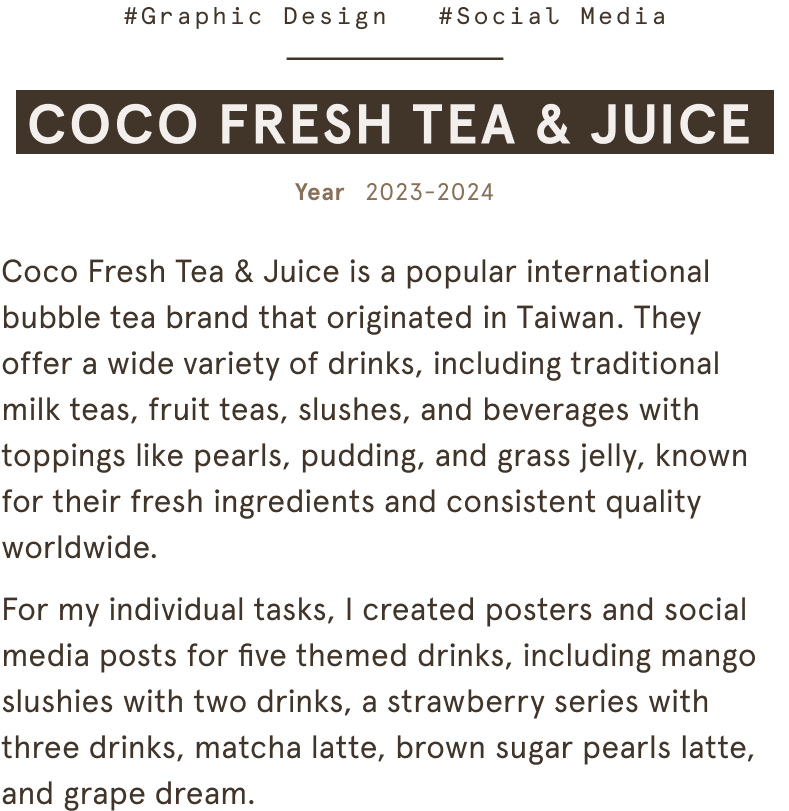 #Graphic Design #Social Media
COCO FRESH TEA & JUICE
Year 2023-2024
Coco Fresh Tea & Juice is a popular international
bubble tea brand that originated in Taiwan. They
offer a wide variety of drinks, including traditional
milk teas, fruit teas, slushes, and beverages with
toppings like pearls, pudding, and grass jelly, known
for their fresh ingredients and consistent quality
worldwide.
For my individual tasks, I created posters and social
media posts for five themed drinks, including mango
slushies with two drinks, a strawberry series with
three drinks, matcha latte, brown sugar pearls latte,
and grape dream.